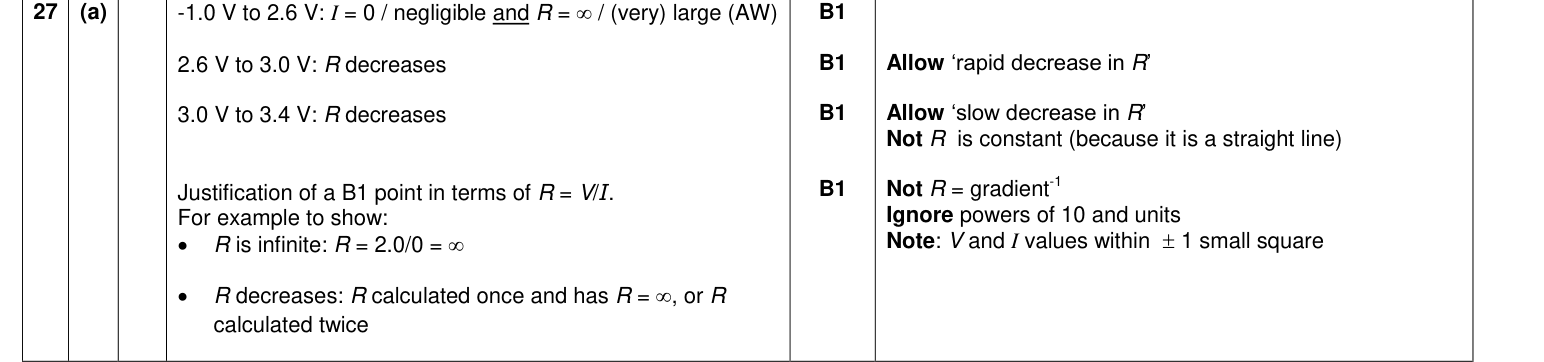 27 (a) -1.0 V to 2.6 V: I = 0 / negligible and R = ∞ / (very) large (AW) B1
2.6 V to 3.0 V: R decreases B1 Allow ‘rapid decrease in R’
3.0 V to 3.4 V: R decreases B1 Allow ‘slow decrease in R’
Not R is constant (because it is a straight line)
Justification of a B1 point in terms of R = V/I. B1 Not R = gradient⁻¹
For example to show: Ignore powers of 10 and units
• R is infinite: R = 2.0/0 = ∞ Note: V and I values within ± 1 small square
• R decreases: R calculated once and has R = ∞, or R
calculated twice